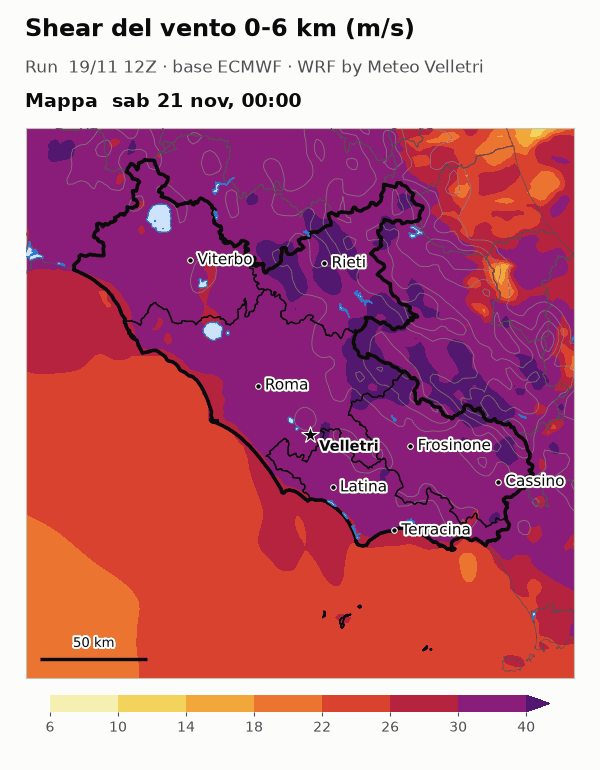 Shear del vento 0-6 km (m/s)
Run  19/11 12Z · base ECMWF · WRF by Meteo Velletri
Mappa  sab 21 nov, 00:00
Viterbo
Rieti
Roma
Velletri
Frosinone
Latina
Cassino
Terracina
50 km
6 10 14 18 22 26 30 40